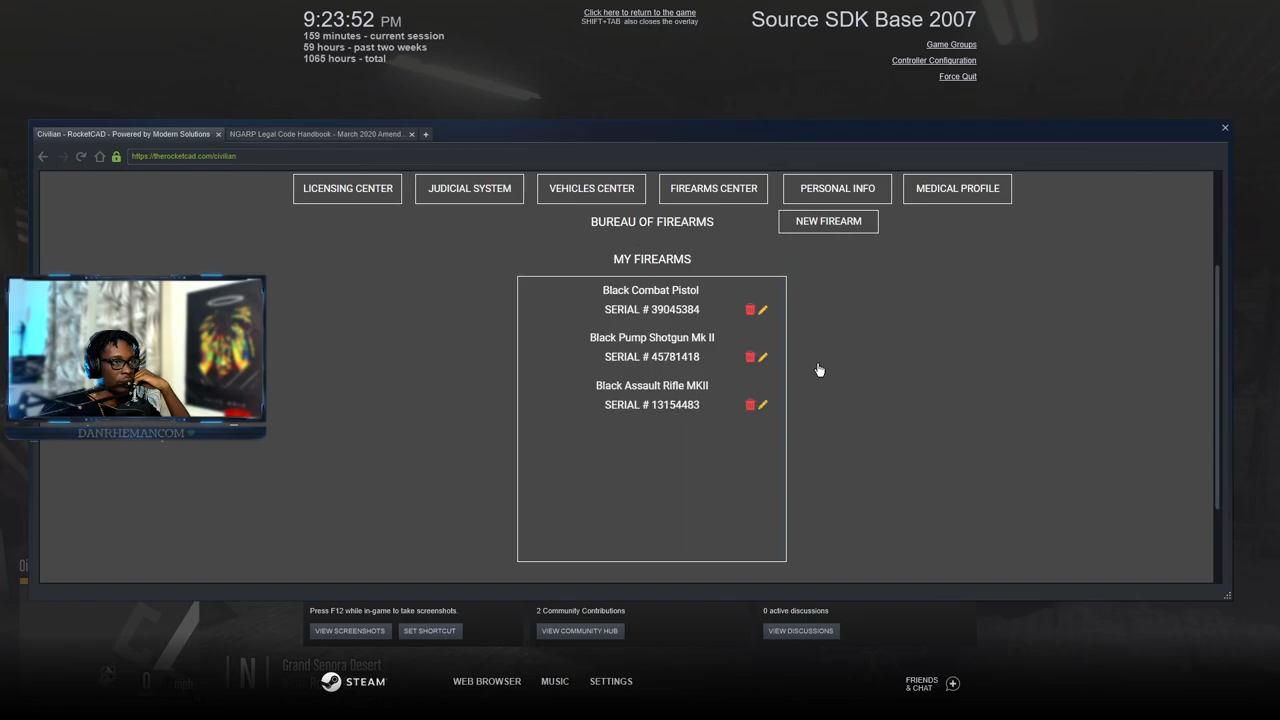 9:23:52 PM
159 minutes - current session
59 hours - past two weeks
1065 hours - total
Click here to return to the game
SHIFT+TAB also closes the overlay
Source SDK Base 2007
Game Groups
Controller Configuration
Force Quit
Civilian - RocketCAD - Powered by Modern Solutions
NGARP Legal Code Handbook - March 2020 Amend...
https://therocketcad.com/civilian
LICENSING CENTER
JUDICIAL SYSTEM
VEHICLES CENTER
FIREARMS CENTER
PERSONAL INFO
MEDICAL PROFILE
BUREAU OF FIREARMS
NEW FIREARM
MY FIREARMS
Black Combat Pistol
SERIAL # 39045384
Black Pump Shotgun Mk II
SERIAL # 45781418
Black Assault Rifle MKII
SERIAL # 13154483
DANRHEMANCOM
Press F12 while in-game to take screenshots.
VIEW SCREENSHOTS
SET SHORTCUT
2 Community Contributions
VIEW COMMUNITY HUB
0 active discussions
VIEW DISCUSSIONS
0 mph
N
Grand Senora Desert
STEAM
WEB BROWSER
MUSIC
SETTINGS
FRIENDS
& CHAT